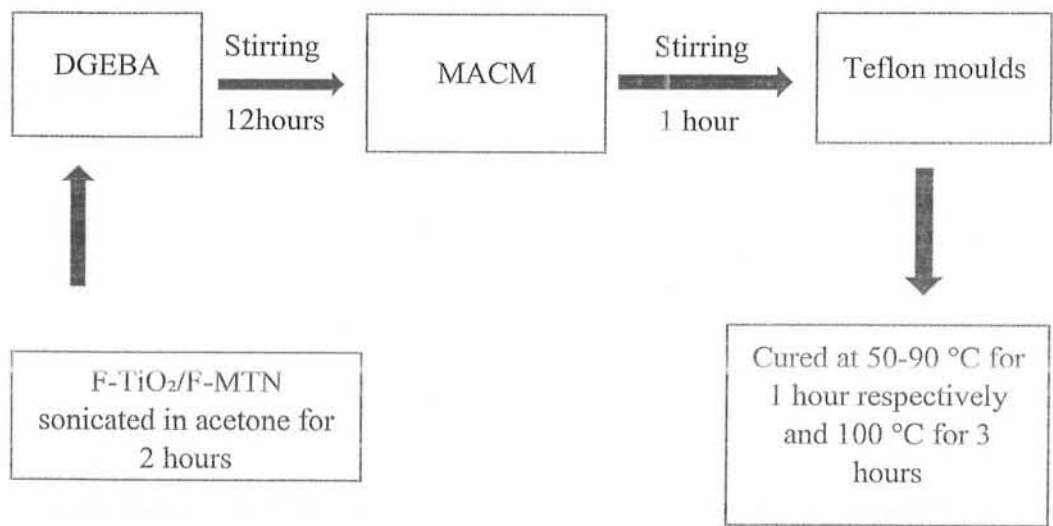 DGEBA
Stirring
12hours
MACM
Stirring
1 hour
Teflon moulds
F-TiO₂/F-MTN
sonicated in acetone for
2 hours
Cured at 50-90 °C for
1 hour respectively
and 100 °C for 3
hours